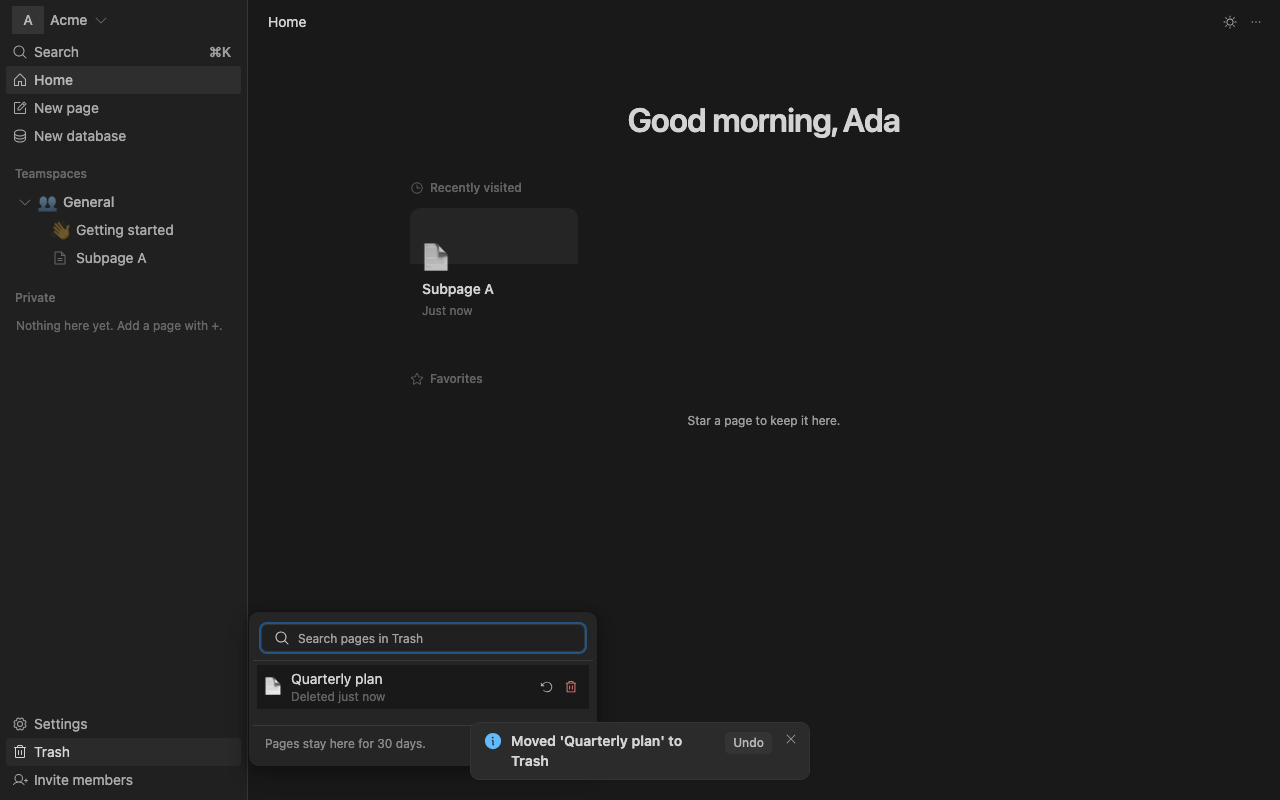 A Acme
Search ⌘K
Home
New page
New database
Teamspaces
General
Getting started
Subpage A
Private
Nothing here yet. Add a page with +.
Settings
Trash
Invite members
Home
Good morning, Ada
Recently visited
Subpage A
Just now
Favorites
Star a page to keep it here.
Search pages in Trash
Quarterly plan
Deleted just now
Pages stay here for 30 days.
Moved 'Quarterly plan' to
Trash
Undo